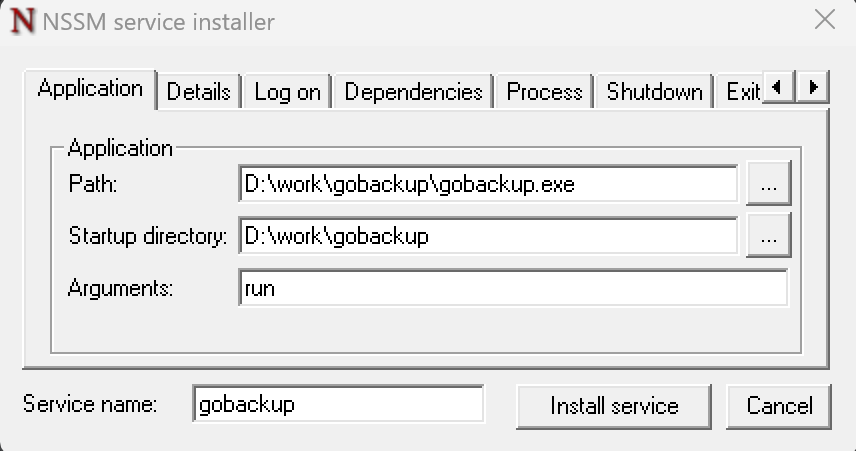 N NSSM service installer
Application Details Log on Dependencies Process Shutdown Exit
Application
Path: D:\work\gobackup\gobackup.exe ...
Startup directory: D:\work\gobackup ...
Arguments: run
Service name: gobackup Install service Cancel